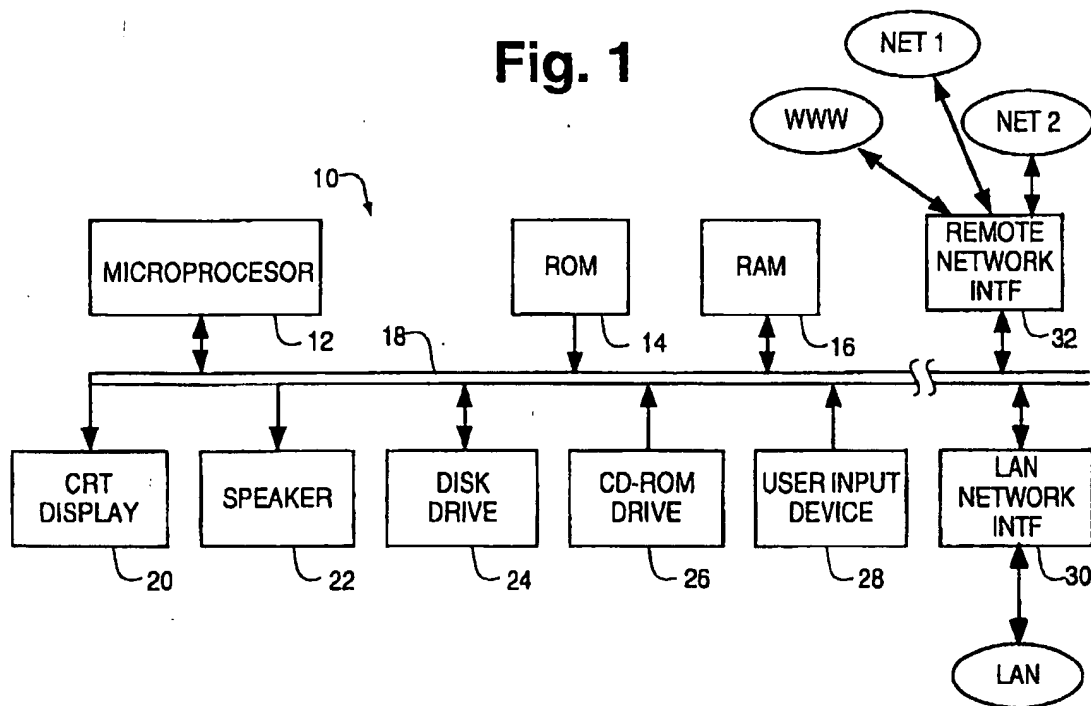 Fig. 1
NET 1
WWW
NET 2
10
MICROPROCESOR
ROM
RAM
REMOTE
NETWORK
INTF
12
18
14
16
32
CRT
DISPLAY
SPEAKER
DISK
DRIVE
CD-ROM
DRIVE
USER INPUT
DEVICE
LAN
NETWORK
INTF
20
22
24
26
28
30
LAN